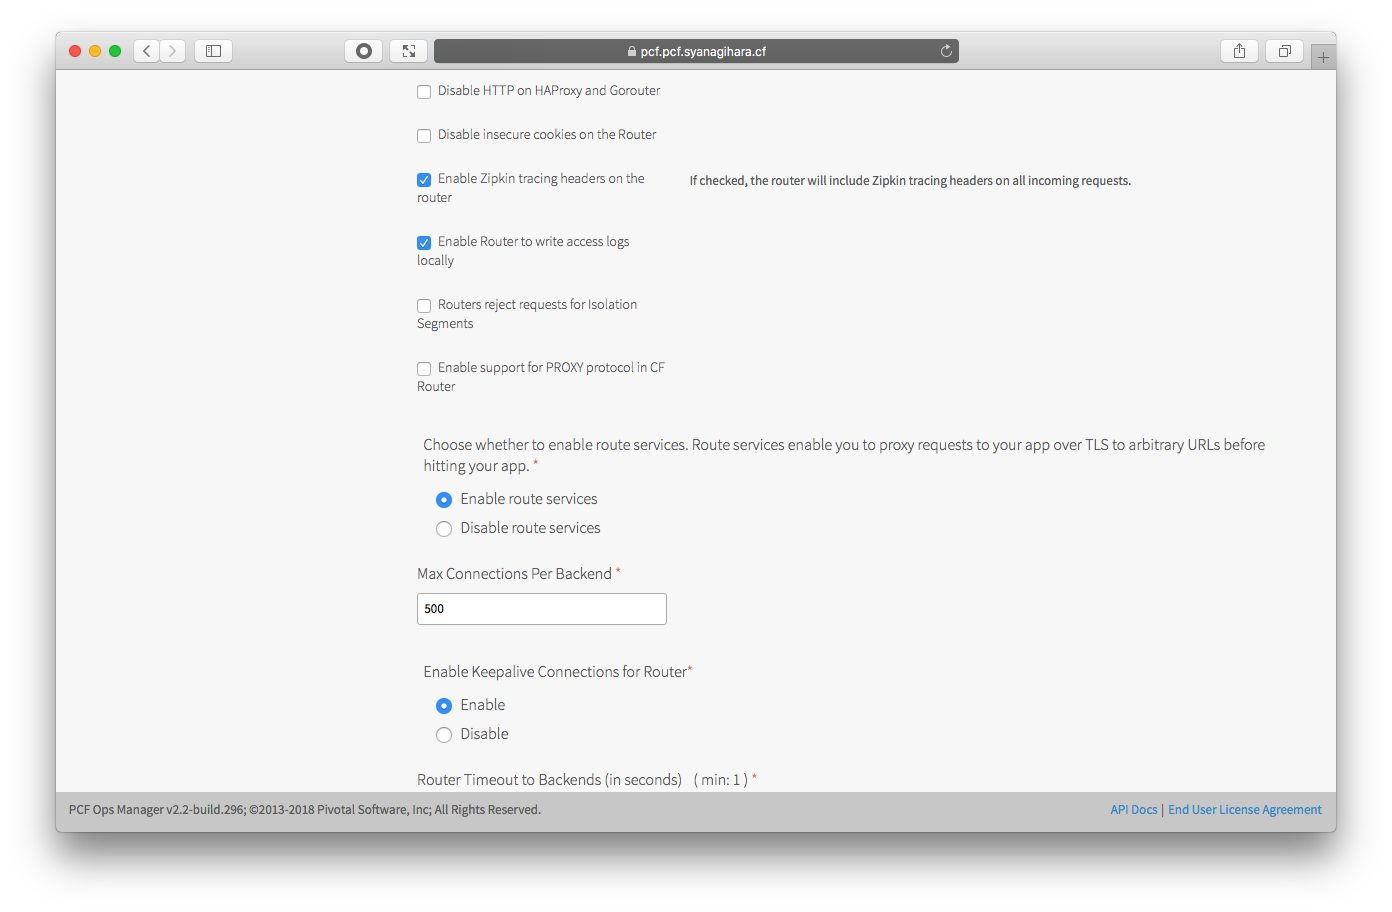 pcf.pcf.syanagihara.cf
Disable HTTP on HAProxy and Gorouter
Disable insecure cookies on the Router
Enable Zipkin tracing headers on the
router
If checked, the router will include Zipkin tracing headers on all incoming requests.
Enable Router to write access logs
locally
Routers reject requests for Isolation
Segments
Enable support for PROXY protocol in CF
Router
Choose whether to enable route services. Route services enable you to proxy requests to your app over TLS to arbitrary URLs before
hitting your app. *
Enable route services
Disable route services
Max Connections Per Backend *
500
Enable Keepalive Connections for Router*
Enable
Disable
Router Timeout to Backends (in seconds) ( min: 1 ) *
PCF Ops Manager v2.2-build.296; ©2013-2018 Pivotal Software, Inc; All Rights Reserved.
API Docs | End User License Agreement